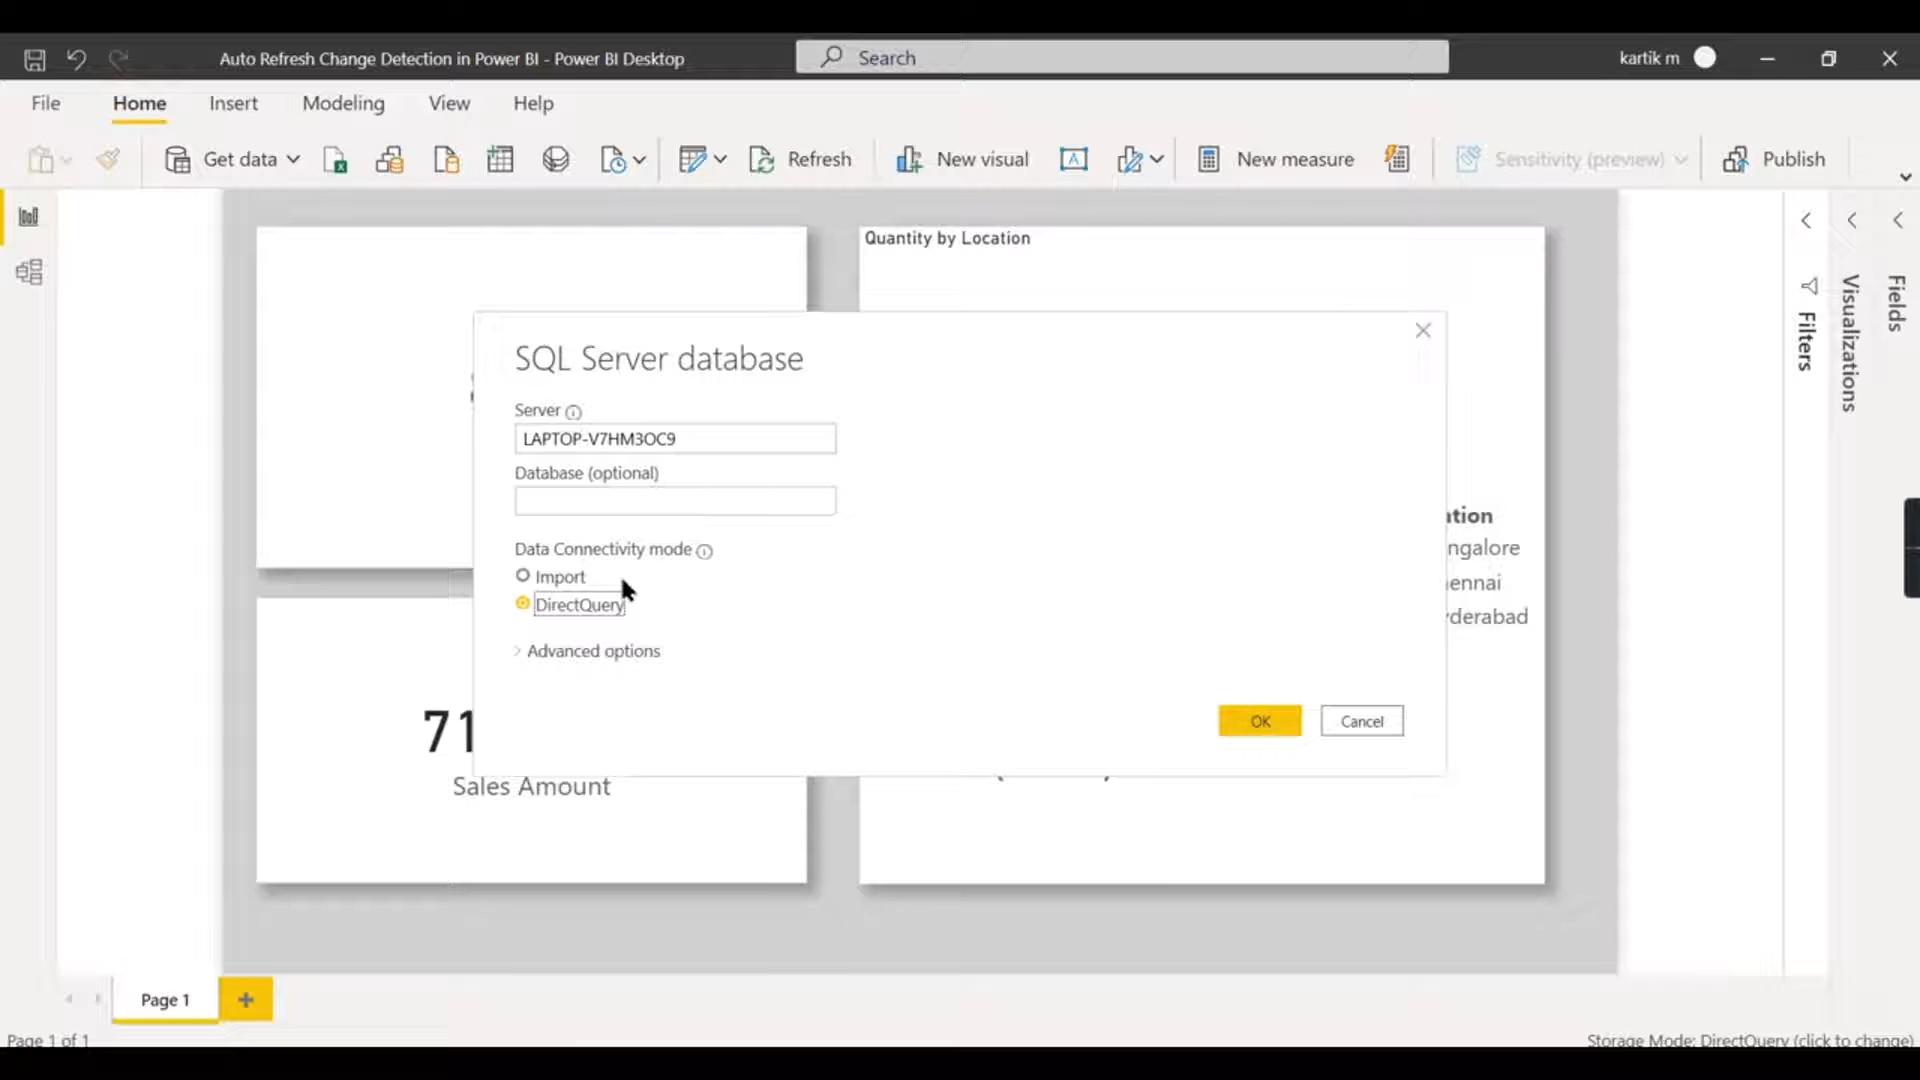 Auto Refresh Change Detection in Power BI - Power BI Desktop
Search
kartik m
File Home Insert Modeling View Help
Get data Refresh New visual New measure Sensitivity (preview) Publish
Quantity by Location
SQL Server database
Server
LAPTOP-V7HM3OC9
Database (optional)
Data Connectivity mode
Import
DirectQuery
Advanced options
OK Cancel
ation
ngalore
ennai
derabad
71
Sales Amount
Filters
Visualizations
Fields
Page 1
Page 1 of 1
Storage Mode: DirectQuery (click to change)